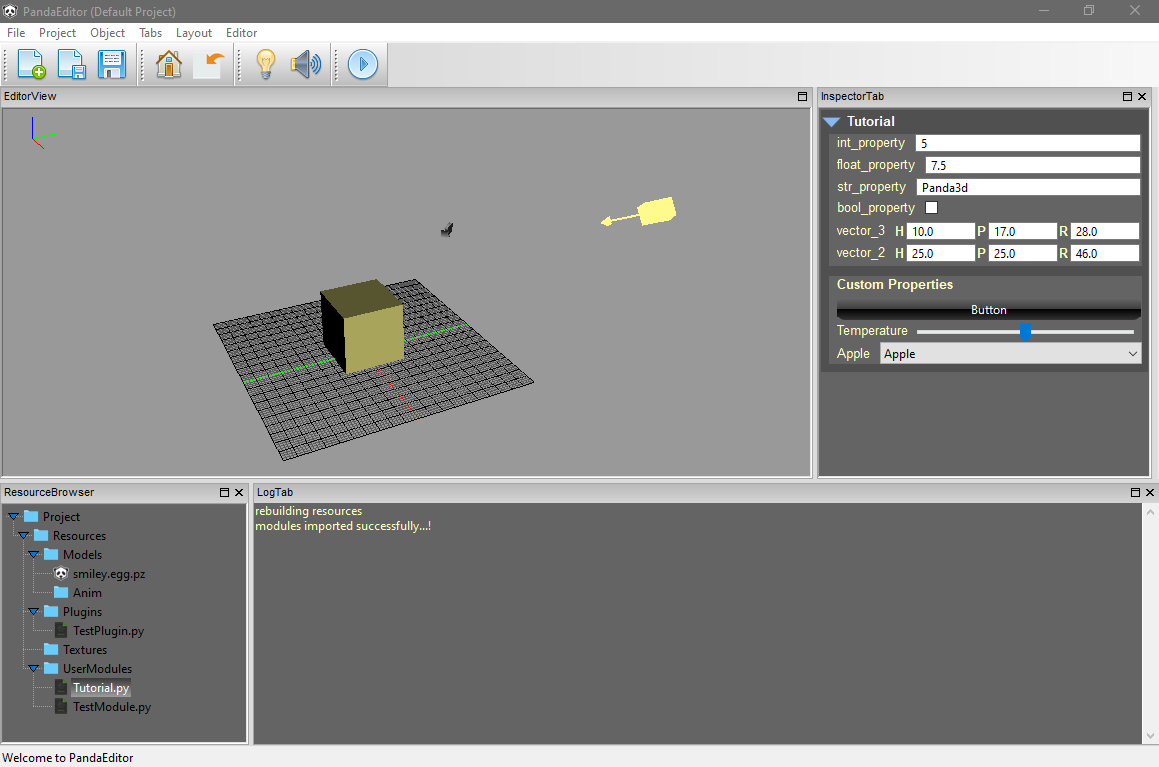 PandaEditor (Default Project)
File Project Object Tabs Layout Editor
EditorView
InspectorTab
Tutorial
int_property 5
float_property 7.5
str_property Panda3d
bool_property
vector_3 H 10.0 P 17.0 R 28.0
vector_2 H 25.0 P 25.0 R 46.0
Custom Properties
Button
Temperature
Apple Apple
ResourceBrowser
Project
Resources
Models
smiley.egg.pz
Anim
Plugins
TestPlugin.py
Textures
UserModules
Tutorial.py
TestModule.py
LogTab
rebuilding resources
modules imported successfully...!
Welcome to PandaEditor